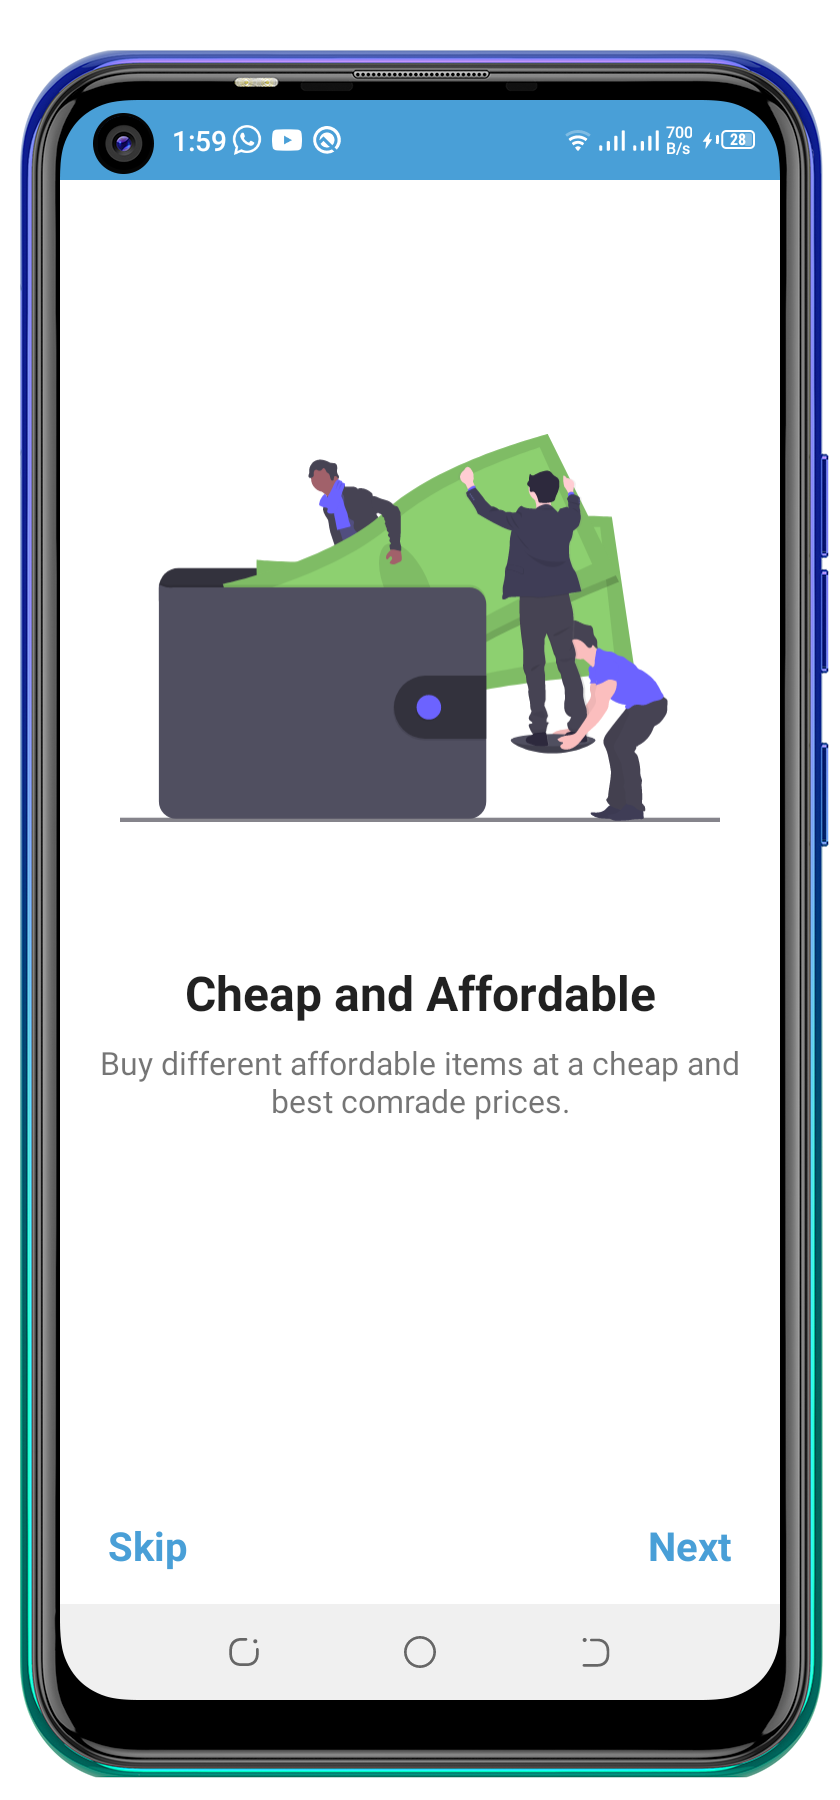 1:59
700
B/s
28
Cheap and Affordable
Buy different affordable items at a cheap and
best comrade prices.
Skip
Next